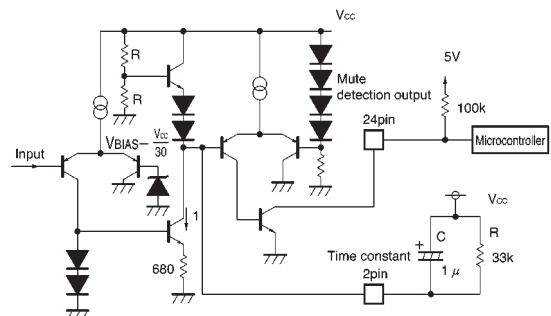 Vcc
5V
R
R
Mute
detection output
100k
24pin
Microcontroller
VBIAS− Vcc/30
Input
1
680
Vcc
Time constant
+
C
1 μ
R
33k
2pin